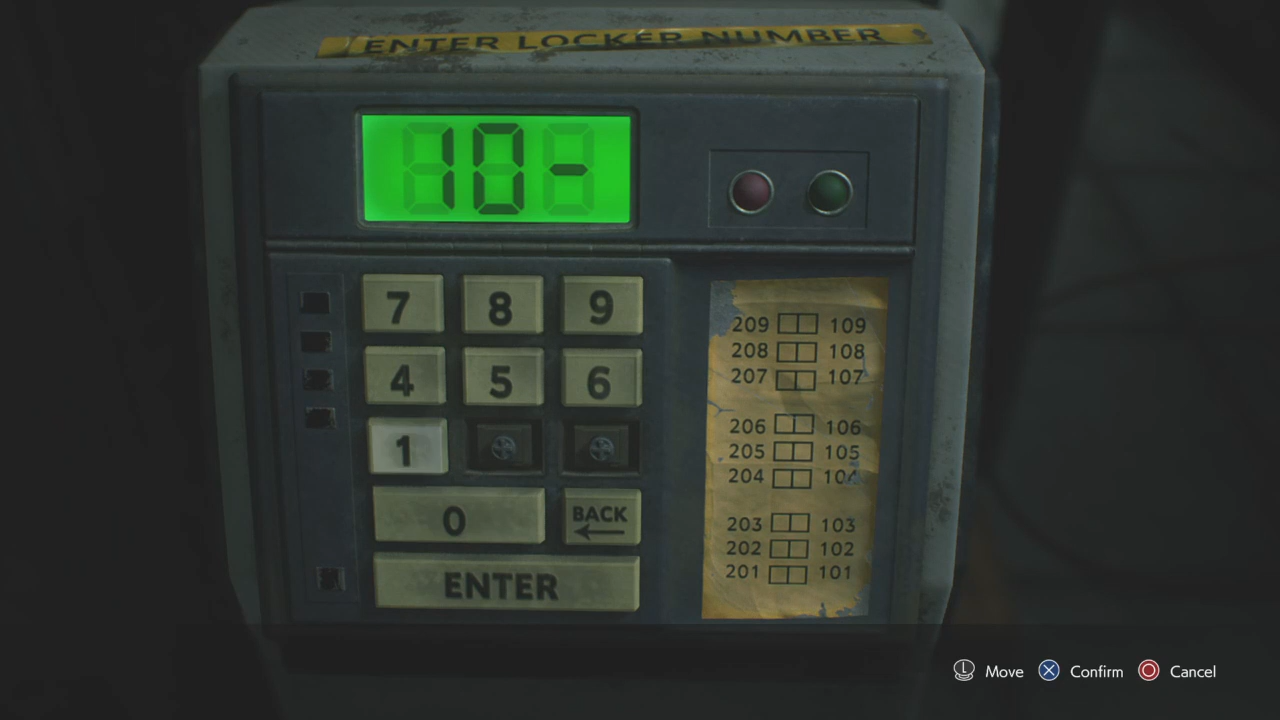 ENTER LOCKER NUMBER
10-
7 8 9
4 5 6
1
0 BACK
ENTER
209 109
208 108
207 107
206 106
205 105
204 104
203 103
202 102
201 101
L Move Confirm Cancel